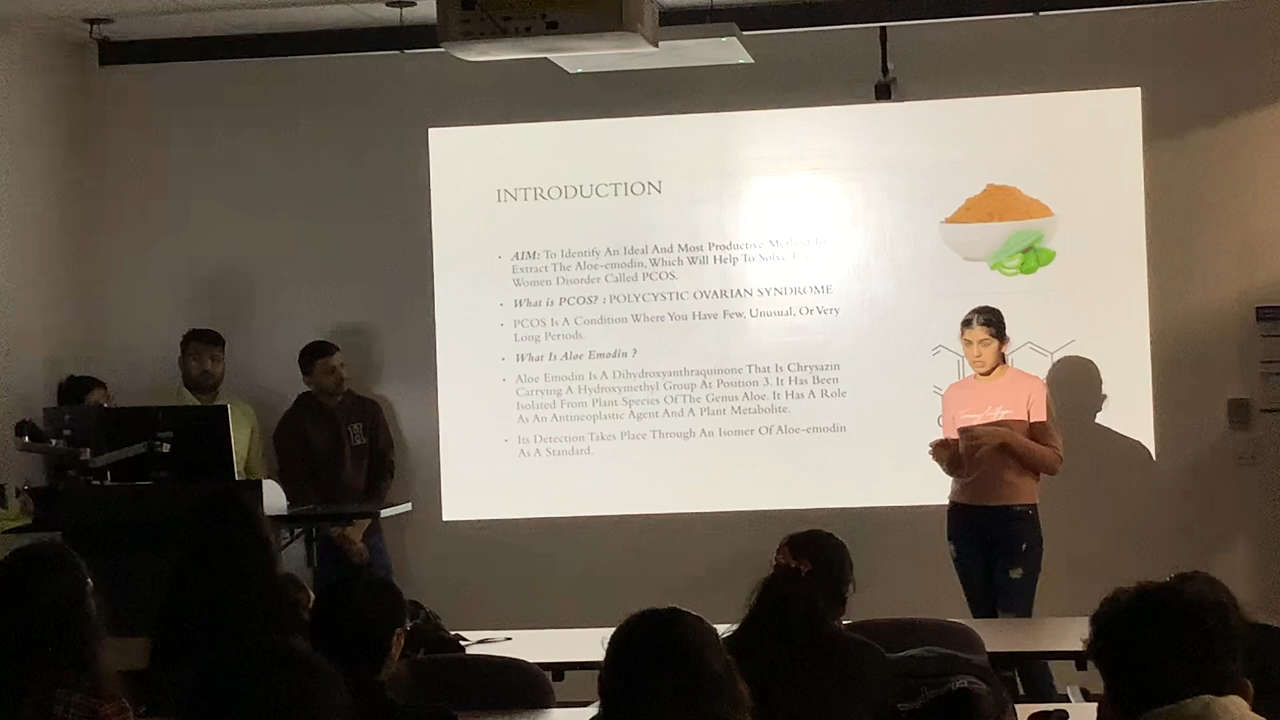 INTRODUCTION
• AIM: To Identify An Ideal And Most Productive Method To
Extract The Aloe-emodin, Which Will Help To Solve
Women Disorder Called PCOS.
• What is PCOS? : POLYCYSTIC OVARIAN SYNDROME
• PCOS Is A Condition Where You Have Few, Unusual, Or Very
Long Periods.
• What Is Aloe Emodin ?
• Aloe Emodin Is A Dihydroxyanthraquinone That Is Chrysazin
Carrying A Hydroxymethyl Group At Position 3. It Has Been
Isolated From Plant Species Of The Genus Aloe. It Has A Role
As An Antineoplastic Agent And A Plant Metabolite.
• Its Detection Takes Place Through An Isomer Of Aloe-emodin
As A Standard.
H